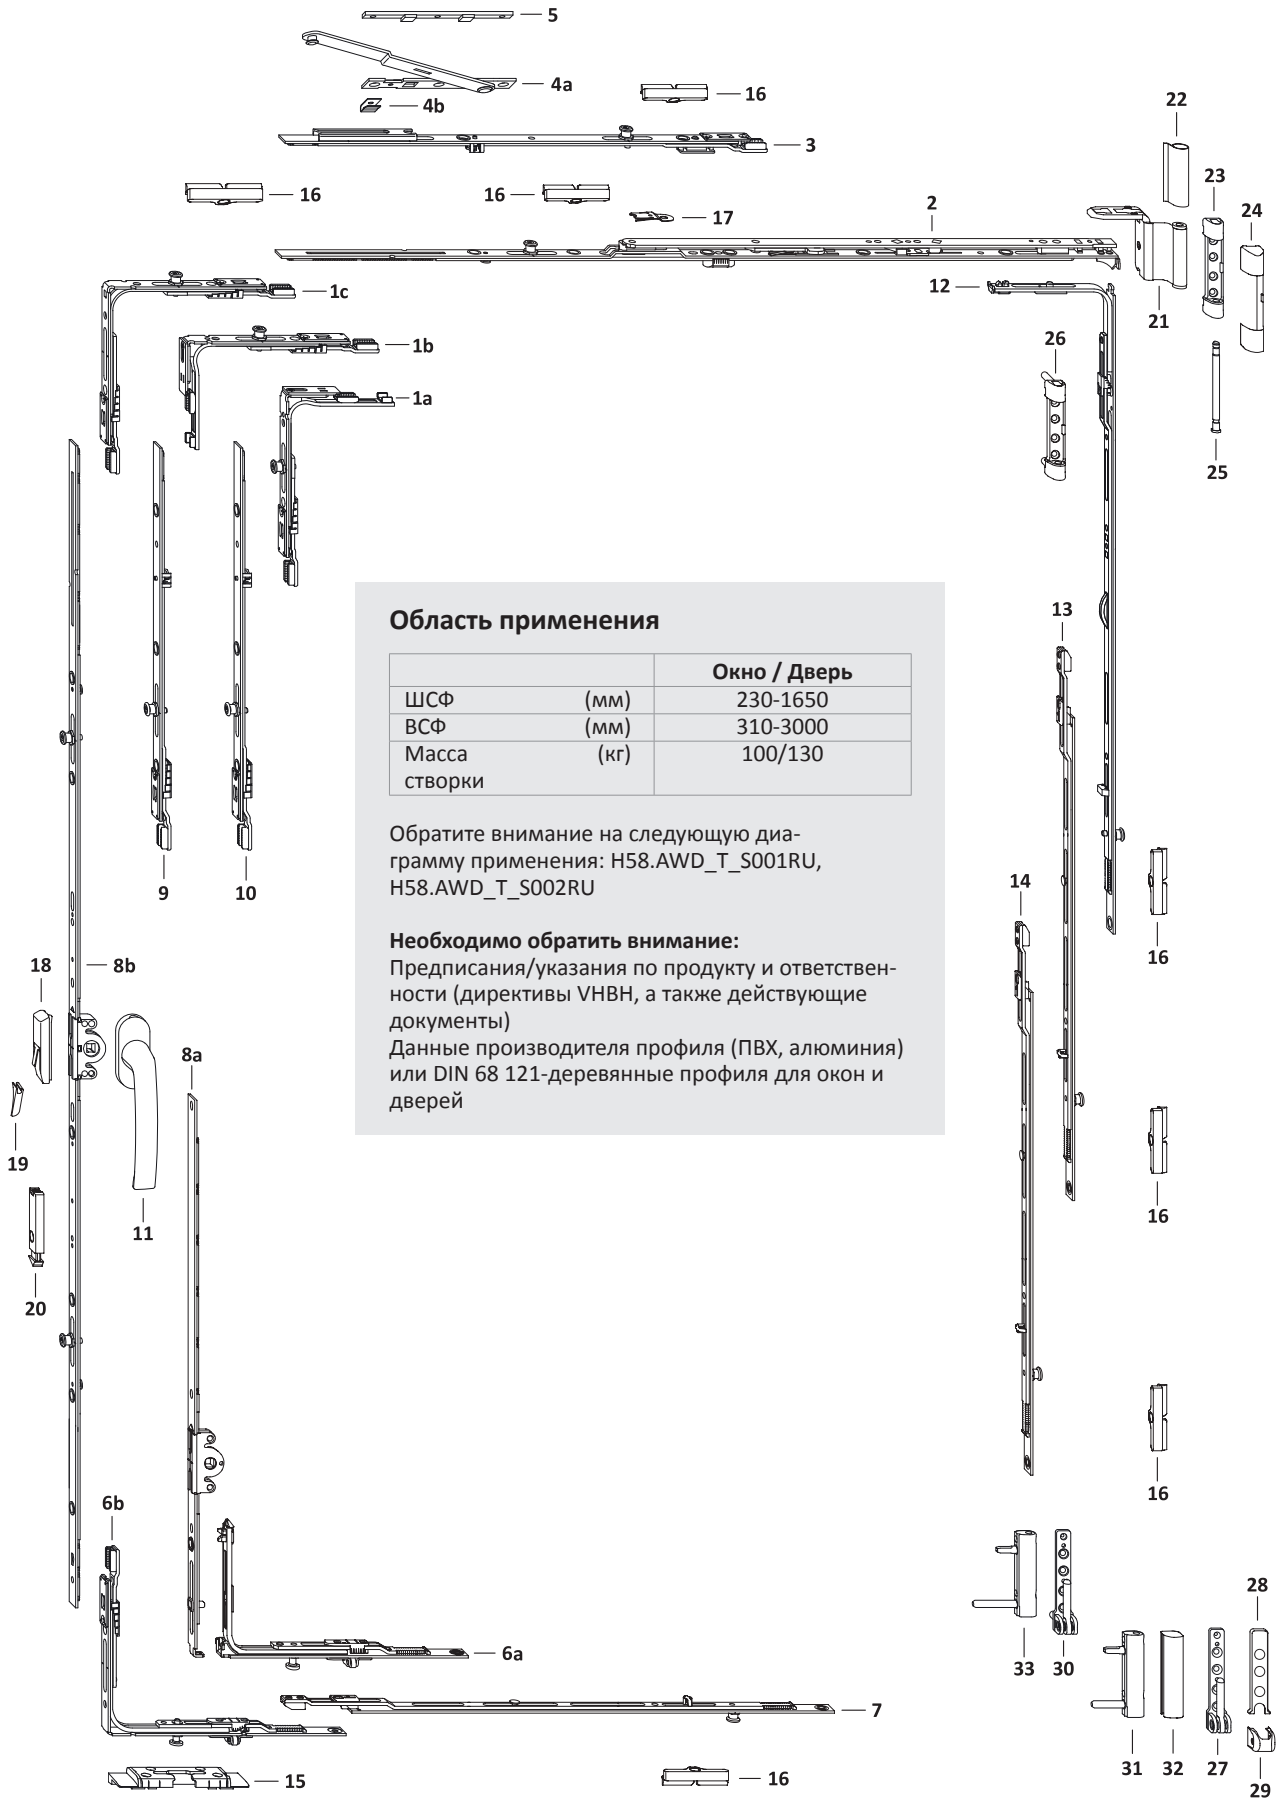 5
4a
4b
16
3
22
16
16
17
2
23
24
1c
12
21
1b
26
1a
25
Область применения
Окно / Дверь
ШСФ (мм) 230-1650
ВСФ (мм) 310-3000
Масса (кг) 100/130
створки
Обратите внимание на следующую диа-
грамму применения: H58.AWD_T_S001RU,
H58.AWD_T_S002RU
Необходимо обратить внимание:
Предписания/указания по продукту и ответствен-
ности (директивы VHBH, а также действующие
документы)
Данные производителя профиля (ПВХ, алюминия)
или DIN 68 121-деревянные профиля для окон и
дверей
13
9
10
14
16
18
8b
8a
19
11
16
20
16
6b
28
6a
33
30
7
31
32
27
29
15
16